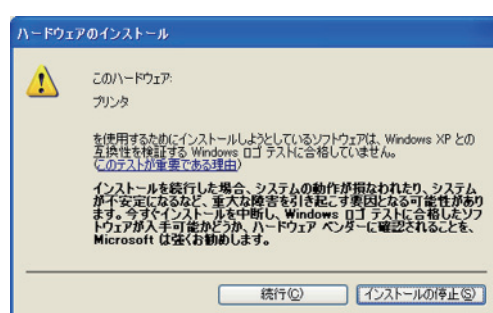 ハードウェアのインストール
このハードウェア:
プリンタ
を使用するためにインストールしようとしているソフトウェアは、Windows XP との
互換性を検証する Windows ロゴ テストに合格していません。
(このテストが重要である理由)
インストールを続行した場合、システムの動作が損なわれたり、システム
が不安定になるなど、重大な障害を引き起こす要因となる可能性があり
ます。今すぐインストールを中断し、Windows ロゴ テストに合格したソフ
トウェアが入手可能かどうか、ハードウェア ベンダーに確認されることを、
Microsoft は強くお勧めします。
続行(C)
インストールの停止(S)